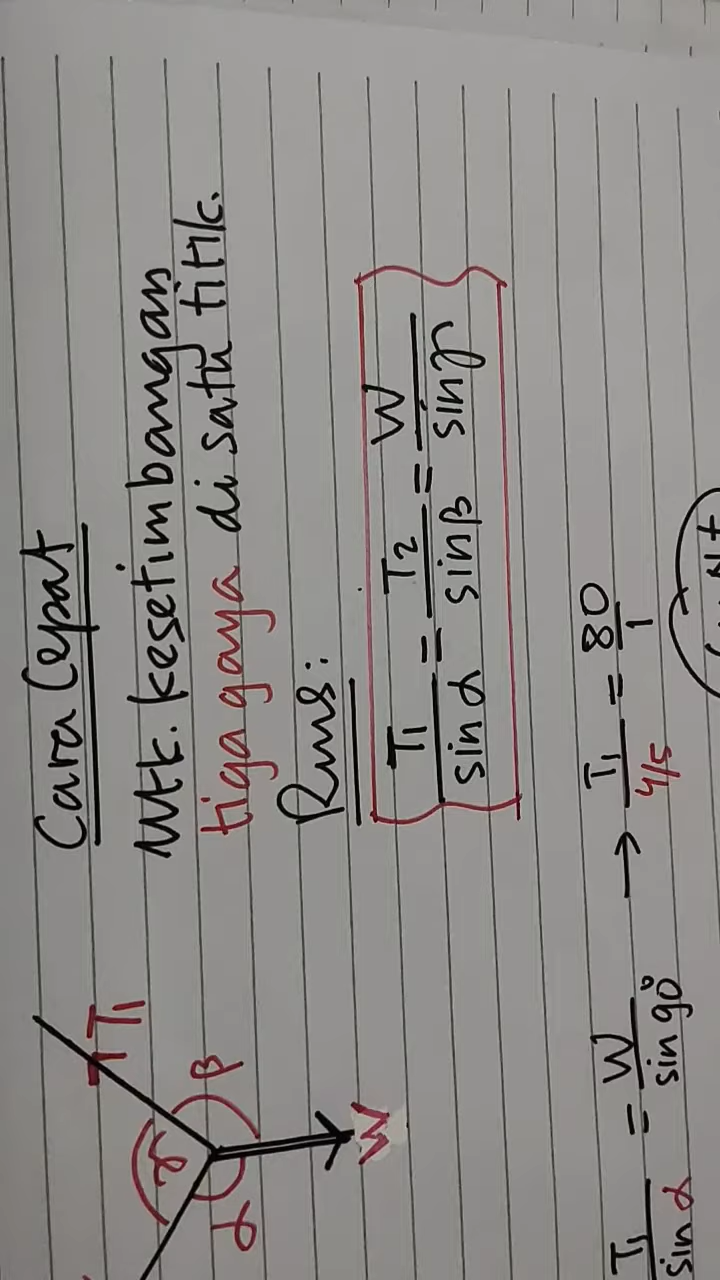 Cara Cepat
Utk. kesetimbangan
tiga gaya di satu titik.
Rms:
T1/sin α = T2/sin β = W/sin γ
T1
γ
β
α
W
T1/sin α = W/sin 90° → T1/4/5 = 80/1